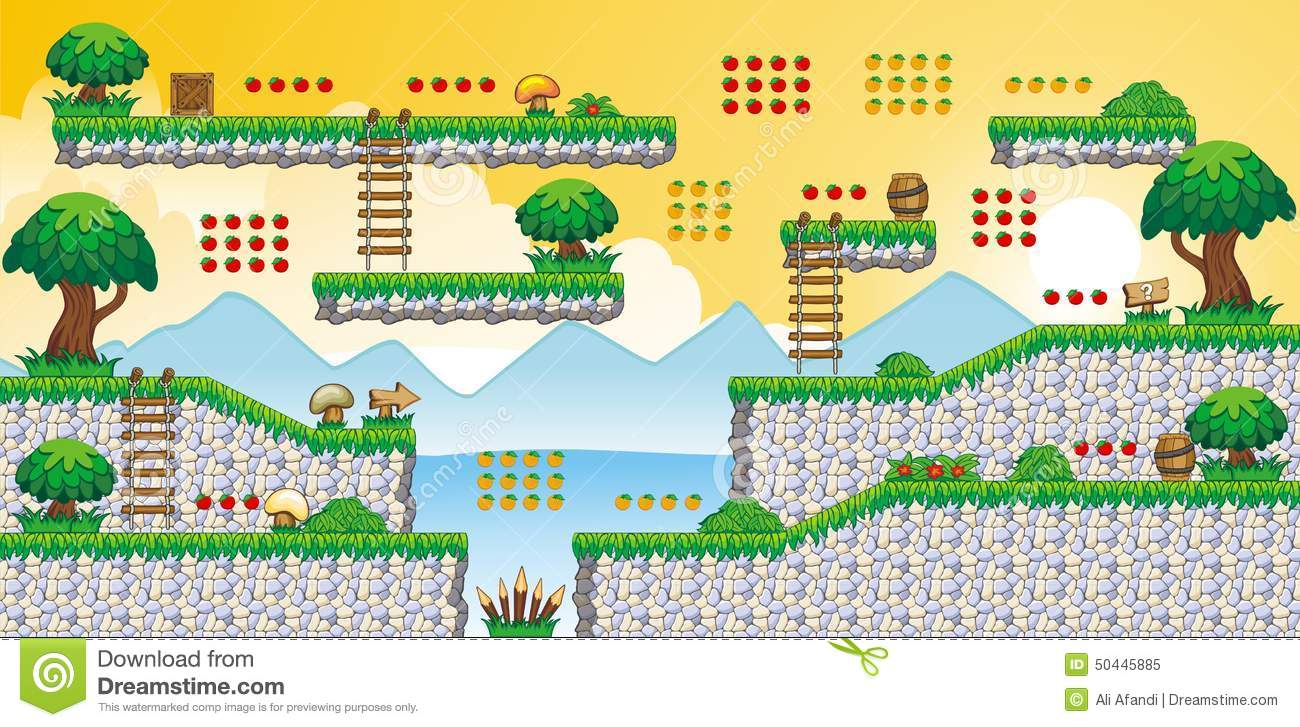 ?
Download from
Dreamstime.com
This watermarked comp image is for previewing purposes only.
ID 50445885
© Ali Afandi | Dreamstime.com